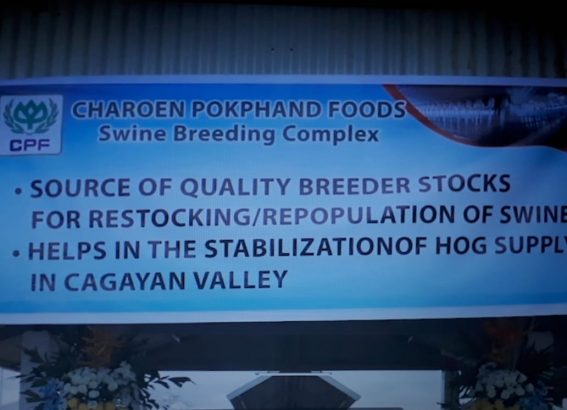 CPF
CHAROEN POKPHAND FOODS
Swine Breeding Complex
• SOURCE OF QUALITY BREEDER STOCKS
FOR RESTOCKING/REPOPULATION OF SWINE
• HELPS IN THE STABILIZATIONOF HOG SUPPLY
IN CAGAYAN VALLEY